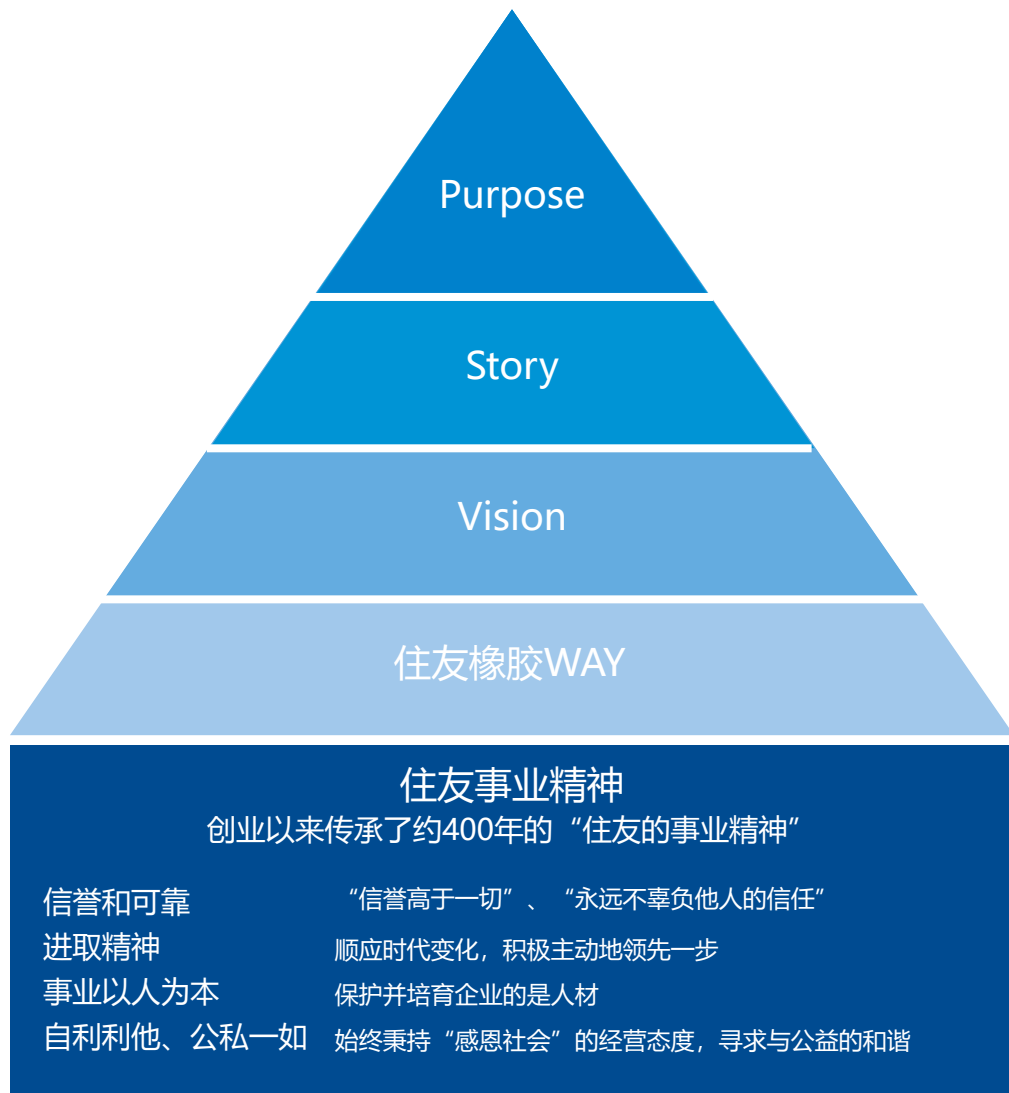 Purpose
Story
Vision
住友橡胶WAY
住友事业精神
创业以来传承了约400年的“住友的事业精神”
信誉和可靠 “信誉高于一切”、“永远不辜负他人的信任”
进取精神 顺应时代变化，积极主动地领先一步
事业以人为本 保护并培育企业的是人材
自利利他、公私一如 始终秉持“感恩社会”的经营态度，寻求与公益的和谐